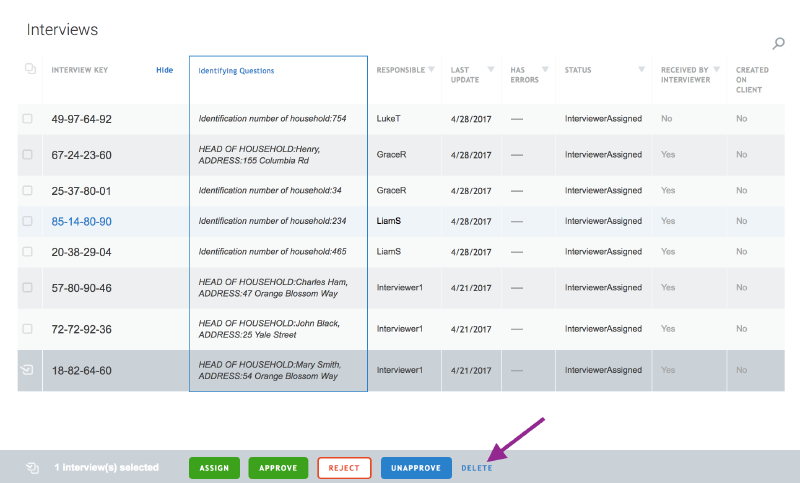 Interviews
INTERVIEW KEY Hide Identifying Questions RESPONSIBLE LAST UPDATE HAS ERRORS STATUS RECEIVED BY INTERVIEWER CREATED ON CLIENT
49-97-64-92 Identification number of household:754 LukeT 4/28/2017 — InterviewerAssigned No No
67-24-23-60 HEAD OF HOUSEHOLD:Henry, GraceR 4/28/2017 — InterviewerAssigned Yes No
ADDRESS:155 Columbia Rd
25-37-80-01 Identification number of household:34 GraceR 4/28/2017 — InterviewerAssigned Yes No
85-14-80-90 Identification number of household:234 LiamS 4/28/2017 — InterviewerAssigned Yes No
20-38-29-04 Identification number of household:465 LiamS 4/28/2017 — InterviewerAssigned Yes No
57-80-90-46 HEAD OF HOUSEHOLD:Charles Ham, Interviewer1 4/21/2017 — InterviewerAssigned Yes No
ADDRESS:47 Orange Blossom Way
72-72-92-36 HEAD OF HOUSEHOLD:John Black, Interviewer1 4/21/2017 — InterviewerAssigned Yes No
ADDRESS:25 Yale Street
18-82-64-60 HEAD OF HOUSEHOLD:Mary Smith, Interviewer1 4/21/2017 — InterviewerAssigned Yes No
ADDRESS:54 Orange Blossom Way
1 interview(s) selected ASSIGN APPROVE REJECT UNAPPROVE DELETE